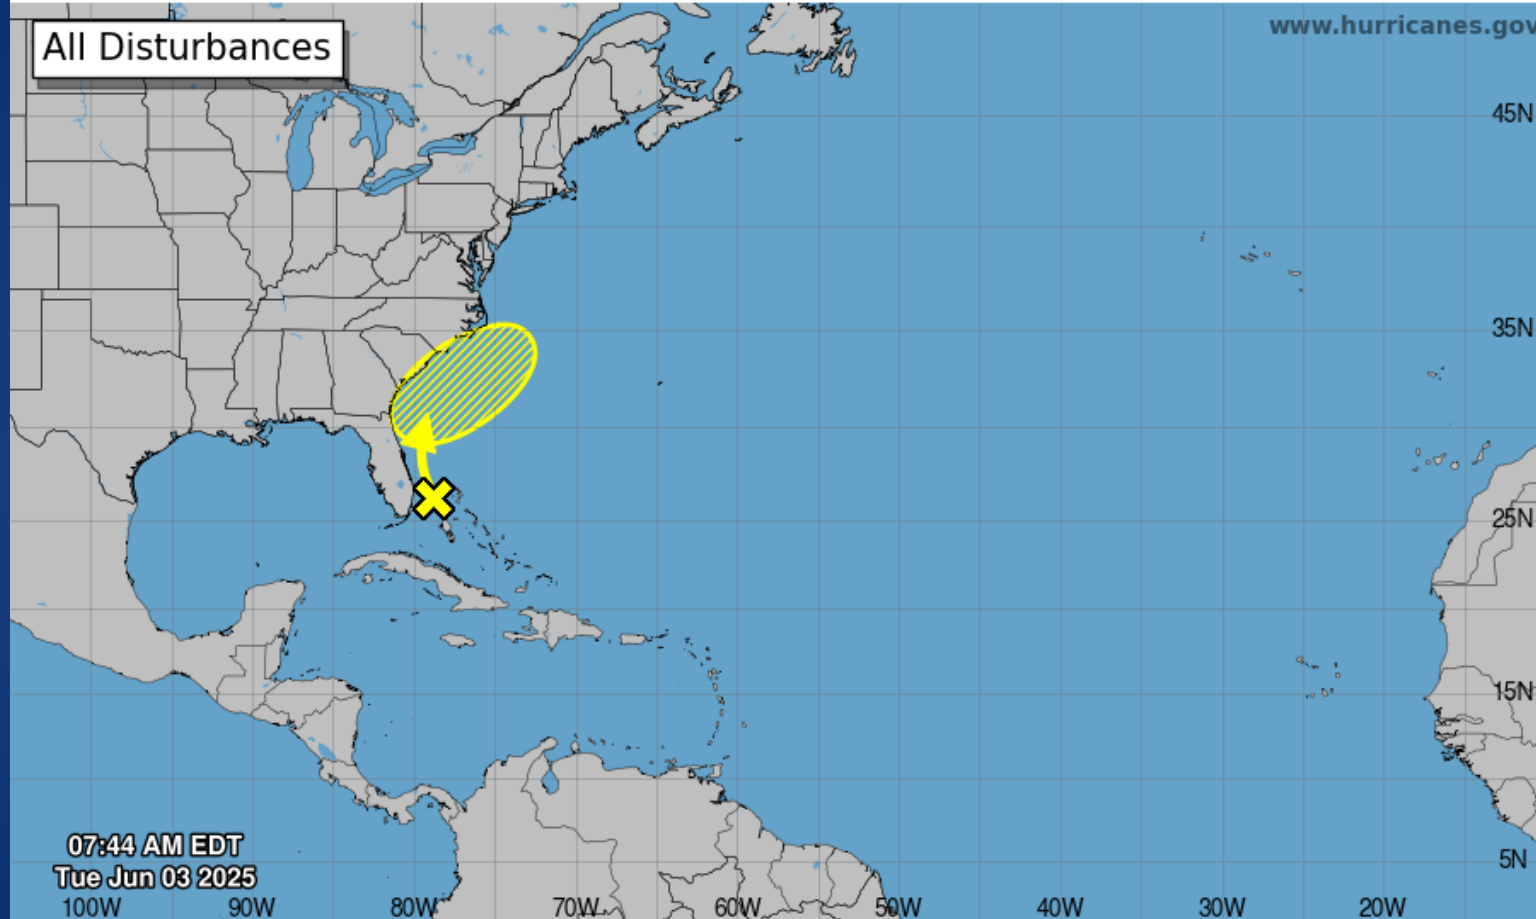 All Disturbances
www.hurricanes.gov
45N
35N
25N
15N
5N
07:44 AM EDT
Tue Jun 03 2025
100W 90W 80W 70W 60W 50W 40W 30W 20W